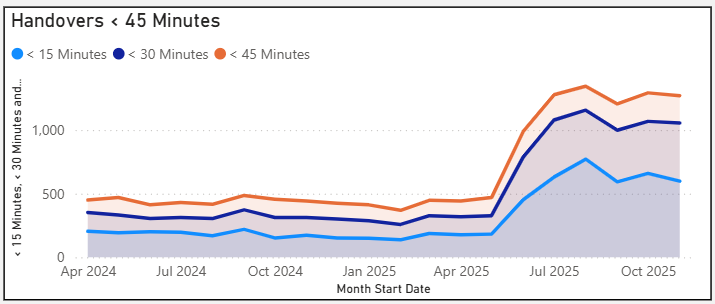 Handovers < 45 Minutes
< 15 Minutes < 30 Minutes < 45 Minutes
< 15 Minutes, < 30 Minutes and...
1,000
500
0
Apr 2024 Jul 2024 Oct 2024 Jan 2025 Apr 2025 Jul 2025 Oct 2025
Month Start Date